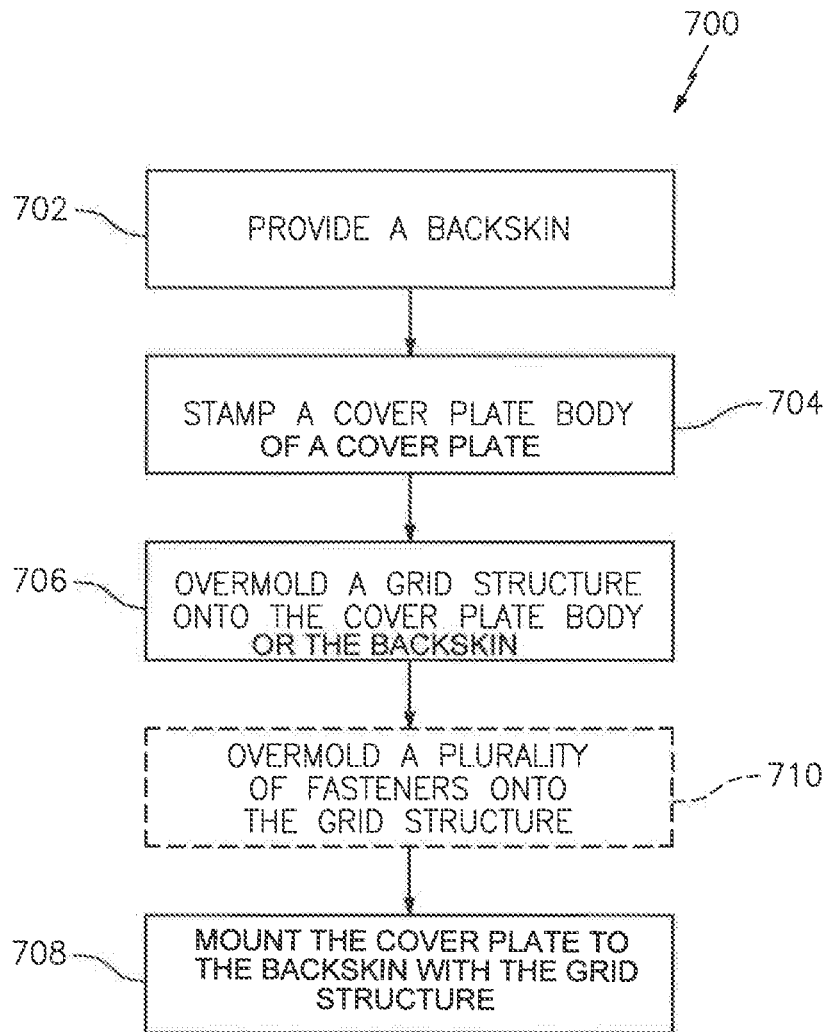 700
702
PROVIDE A BACKSKIN
STAMP A COVER PLATE BODY
OF A COVER PLATE
704
706
OVERMOLD A GRID STRUCTURE
ONTO THE COVER PLATE BODY
OR THE BACKSKIN
OVERMOLD A PLURALITY
OF FASTENERS ONTO
THE GRID STRUCTURE
710
708
MOUNT THE COVER PLATE TO
THE BACKSKIN WITH THE GRID
STRUCTURE